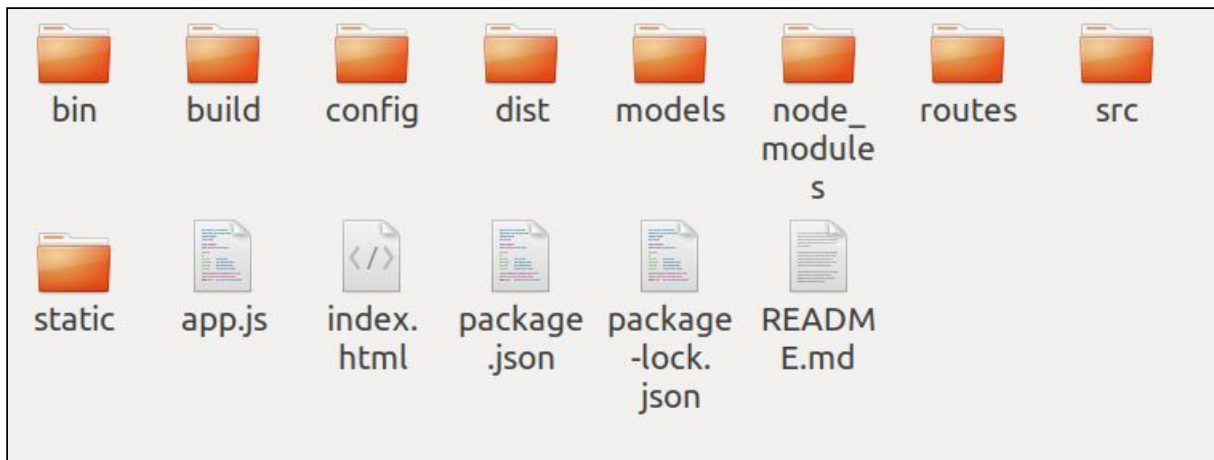 bin build config dist models node_ routes src
module
s
static app.js index. package package READM
html .json -lock. E.md
json